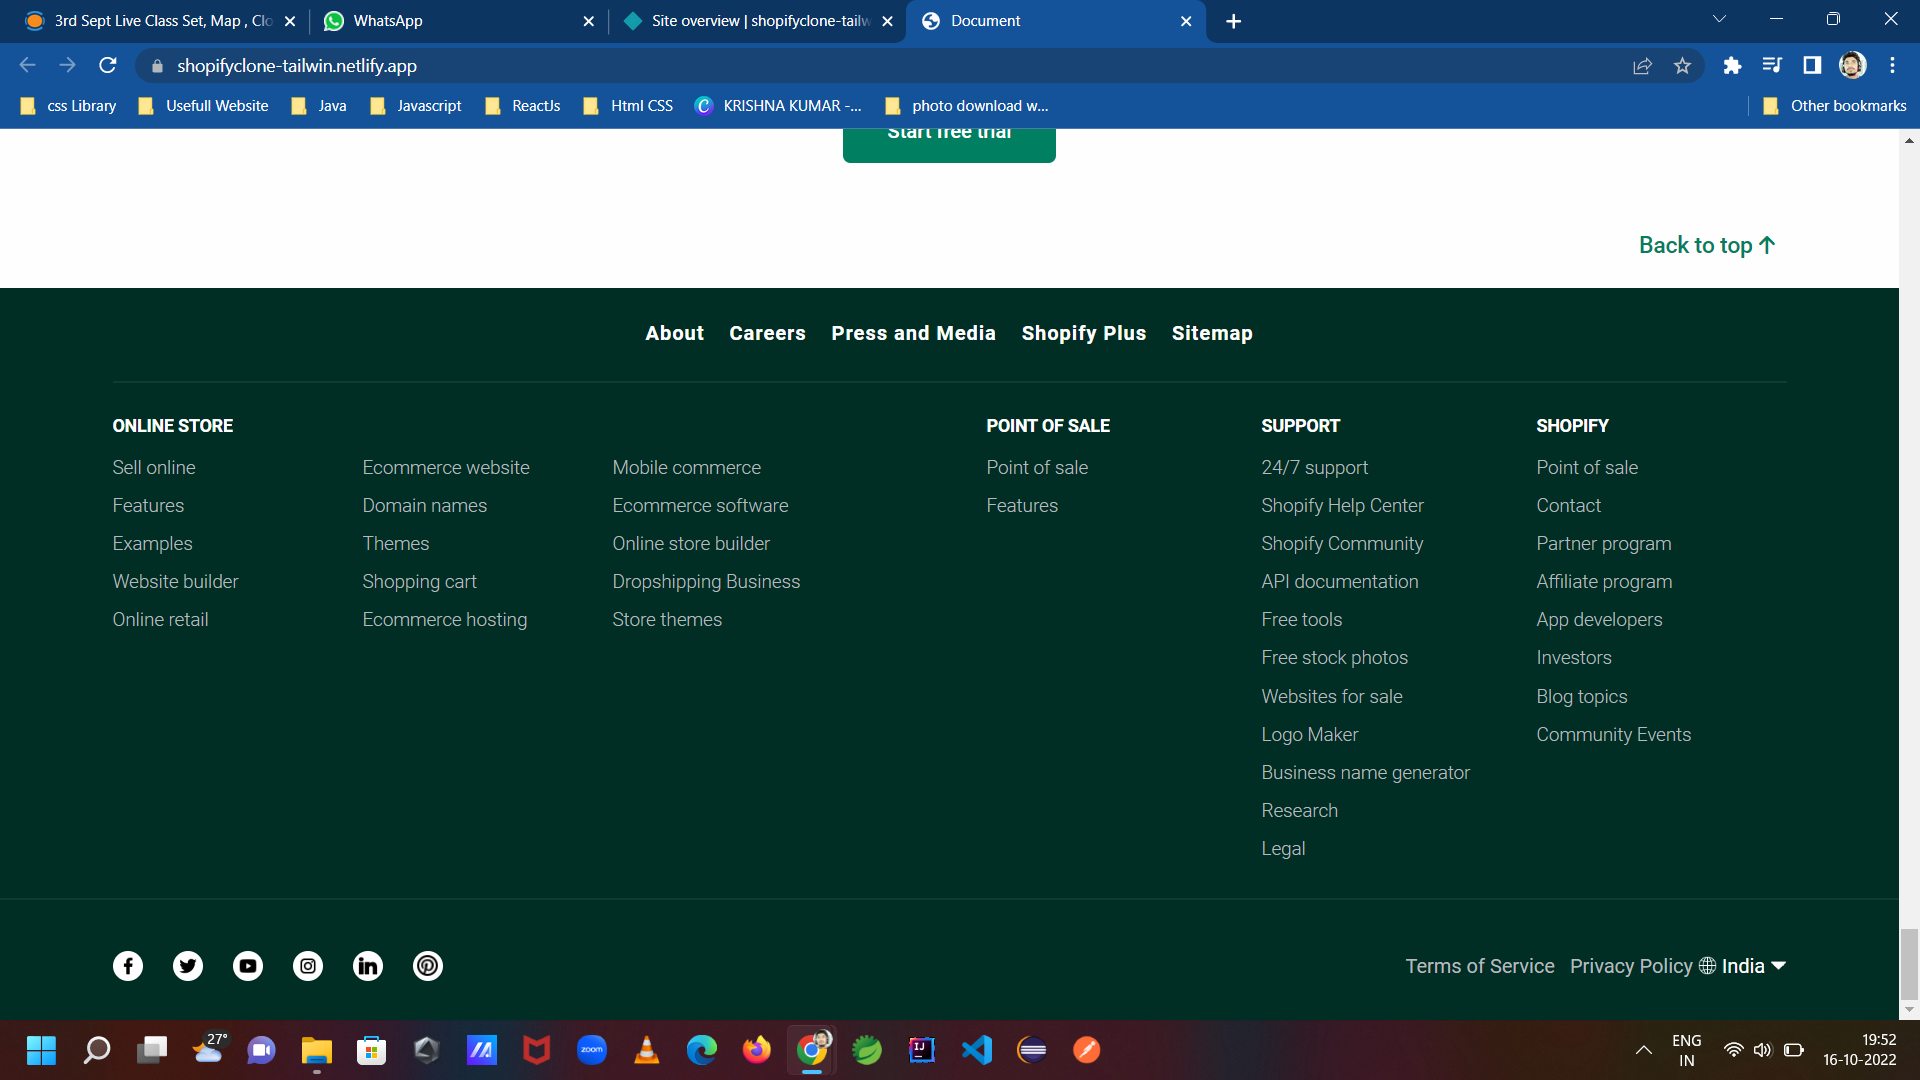 3rd Sept Live Class Set, Map , Clo
WhatsApp
Site overview | shopifyclone-tailw
Document
shopifyclone-tailwin.netlify.app
css Library
Usefull Website
Java
Javascript
ReactJs
Html CSS
KRISHNA KUMAR -...
photo download w...
Other bookmarks
Start free trial
Back to top
About Careers Press and Media Shopify Plus Sitemap
ONLINE STORE
Sell online
Features
Examples
Website builder
Online retail
Ecommerce website
Domain names
Themes
Shopping cart
Ecommerce hosting
Mobile commerce
Ecommerce software
Online store builder
Dropshipping Business
Store themes
POINT OF SALE
Point of sale
Features
SUPPORT
24/7 support
Shopify Help Center
Shopify Community
API documentation
Free tools
Free stock photos
Websites for sale
Logo Maker
Business name generator
Research
Legal
SHOPIFY
Point of sale
Contact
Partner program
Affiliate program
App developers
Investors
Blog topics
Community Events
Terms of Service Privacy Policy India
27°
zoom
IJ
ENG
IN
19:52
16-10-2022